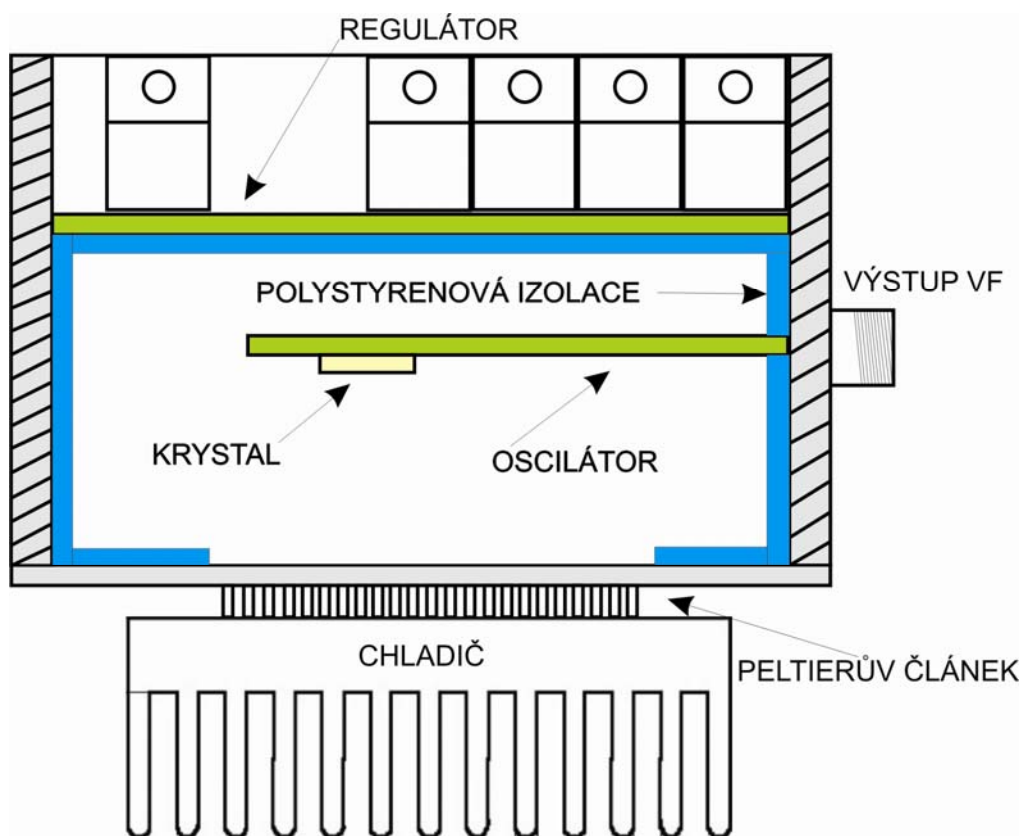 REGULÁTOR
VÝSTUP VF
POLYSTYRENOVÁ IZOLACE
KRYSTAL
OSCILÁTOR
CHLADIČ
PELTIERŮV ČLÁNEK